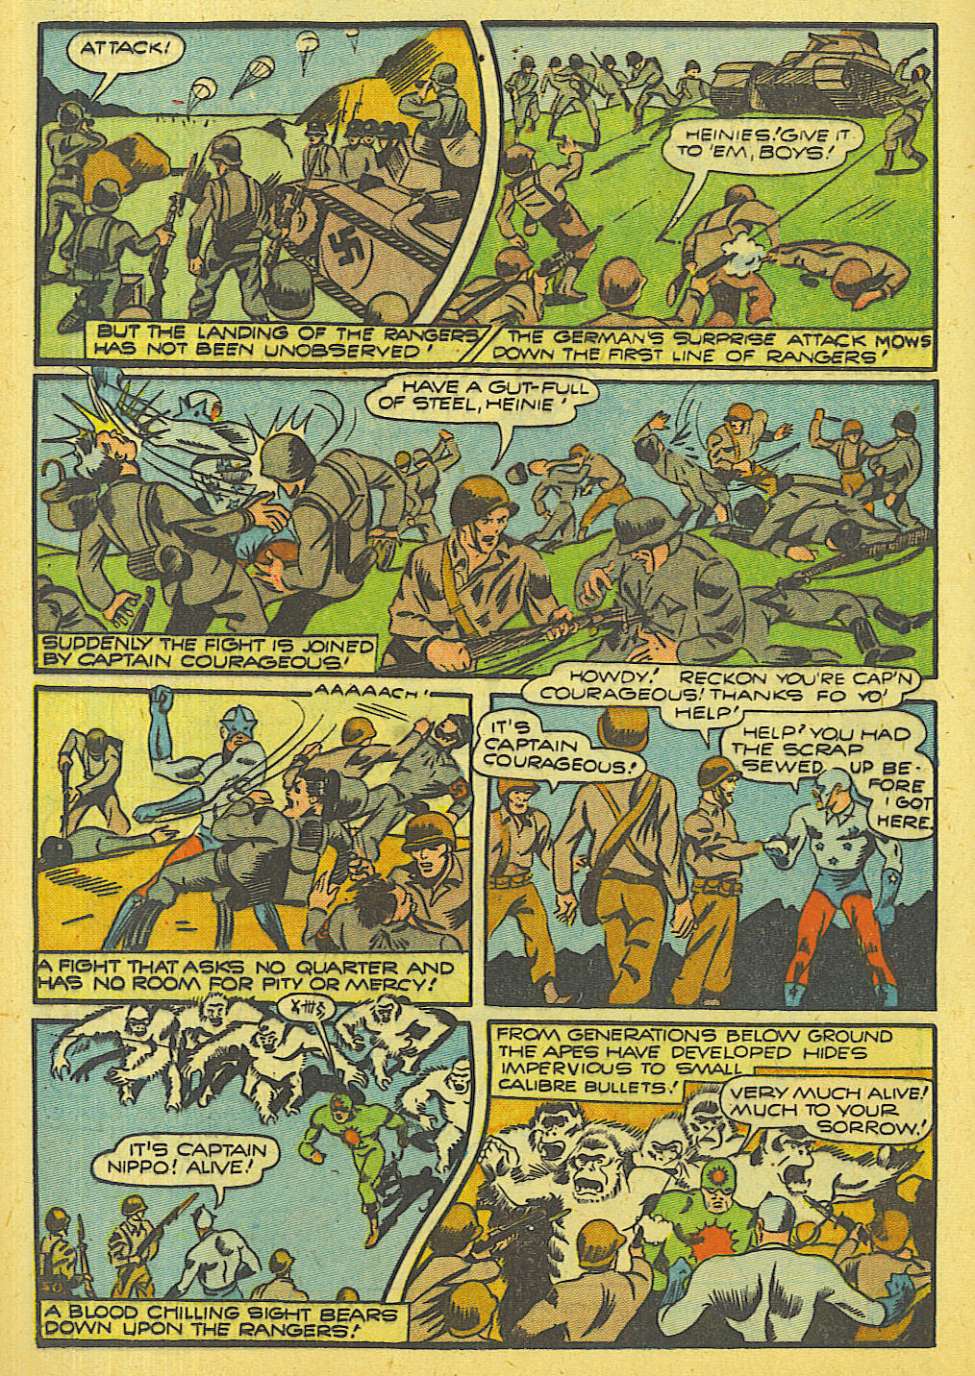 ATTACK!
BUT THE LANDING OF THE RANGERS
HAS NOT BEEN UNOBSERVED!
HEINIES! GIVE IT
TO 'EM, BOYS!
THE GERMAN'S SURPRISE ATTACK MOWS
DOWN THE FIRST LINE OF RANGERS!
HAVE A GUT-FULL
OF STEEL, HEINIE!
SUDDENLY THE FIGHT IS JOINED
BY CAPTAIN COURAGEOUS!
AAAAACH!
A FIGHT THAT ASKS NO QUARTER AND
HAS NO ROOM FOR PITY OR MERCY!
IT'S
CAPTAIN
COURAGEOUS!
HOWDY! RECKON YOU'RE CAP'N
COURAGEOUS! THANKS FO YO'
HELP!
HELP? YOU HAD
THE SCRAP
SEWED UP BE-
FORE
I GOT
HERE.
IT'S CAPTAIN
NIPPO! ALIVE!
A BLOOD CHILLING SIGHT BEARS
DOWN UPON THE RANGERS!
FROM GENERATIONS BELOW GROUND
THE APES HAVE DEVELOPED HIDES
IMPERVIOUS TO SMALL
CALIBRE BULLETS!
VERY MUCH ALIVE!
MUCH TO YOUR
SORROW!